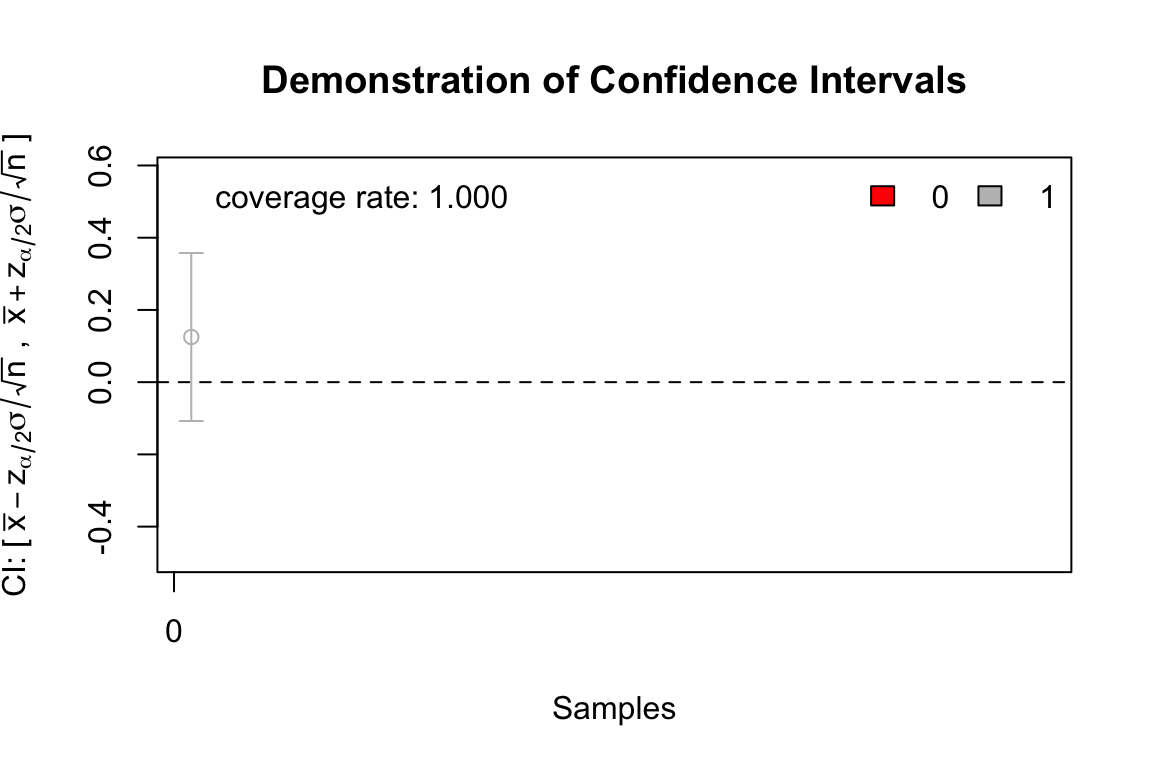 Demonstration of Confidence Intervals
CI: [ x̅ − zα/2σ/√n , x̅ + zα/2σ/√n ]
0.6
0.4
0.2
0.0
-0.4
coverage rate: 1.000
0 1
0
Samples